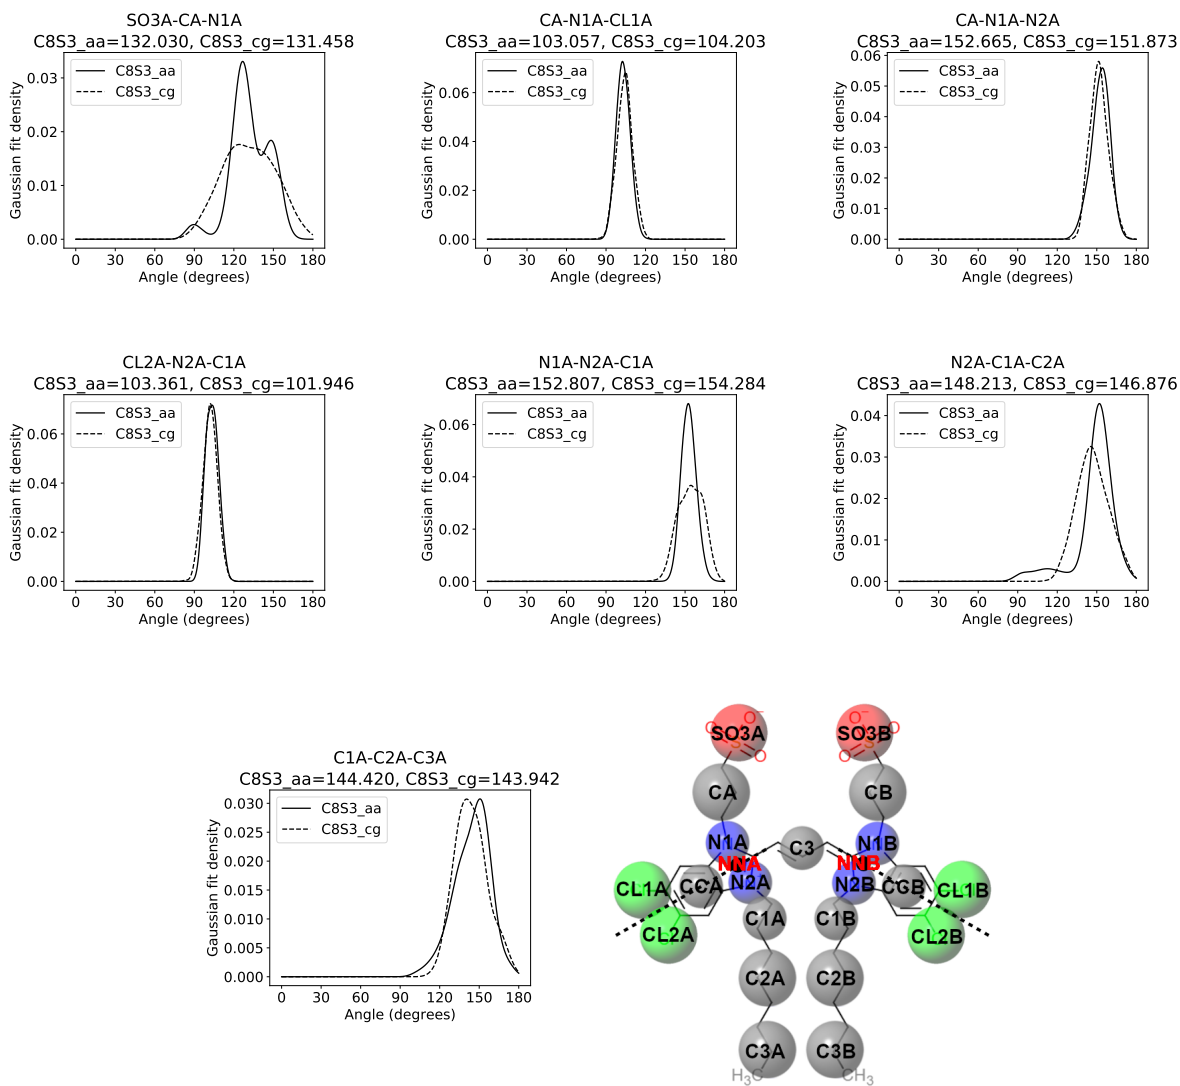 SO3A-CA-N1A
C8S3_aa=132.030, C8S3_cg=131.458
C8S3_aa
C8S3_cg
Gaussian fit density
0.03
0.02
0.01
0.00
0 30 60 90 120 150 180
Angle (degrees)
CA-N1A-CL1A
C8S3_aa=103.057, C8S3_cg=104.203
C8S3_aa
C8S3_cg
Gaussian fit density
0.06
0.04
0.02
0.00
0 30 60 90 120 150 180
Angle (degrees)
CA-N1A-N2A
C8S3_aa=152.665, C8S3_cg=151.873
C8S3_aa
C8S3_cg
Gaussian fit density
0.06
0.05
0.04
0.03
0.02
0.01
0.00
0 30 60 90 120 150 180
Angle (degrees)
CL2A-N2A-C1A
C8S3_aa=103.361, C8S3_cg=101.946
C8S3_aa
C8S3_cg
Gaussian fit density
0.06
0.04
0.02
0.00
0 30 60 90 120 150 180
Angle (degrees)
N1A-N2A-C1A
C8S3_aa=152.807, C8S3_cg=154.284
C8S3_aa
C8S3_cg
Gaussian fit density
0.06
0.04
0.02
0.00
0 30 60 90 120 150 180
Angle (degrees)
N2A-C1A-C2A
C8S3_aa=148.213, C8S3_cg=146.876
C8S3_aa
C8S3_cg
Gaussian fit density
0.04
0.03
0.02
0.01
0.00
0 30 60 90 120 150 180
Angle (degrees)
C1A-C2A-C3A
C8S3_aa=144.420, C8S3_cg=143.942
C8S3_aa
C8S3_cg
Gaussian fit density
0.030
0.025
0.020
0.015
0.010
0.005
0.000
0 30 60 90 120 150 180
Angle (degrees)
O⁻ O⁻
SO3A SO3B
O O
CA CB
N1A C3 N1B
NNA NNB
CL1A CCA N2A N2B CCB CL1B
C1A C1B
CL2A CL2B
C2A C2B
C3A C3B
H₃C CH₃